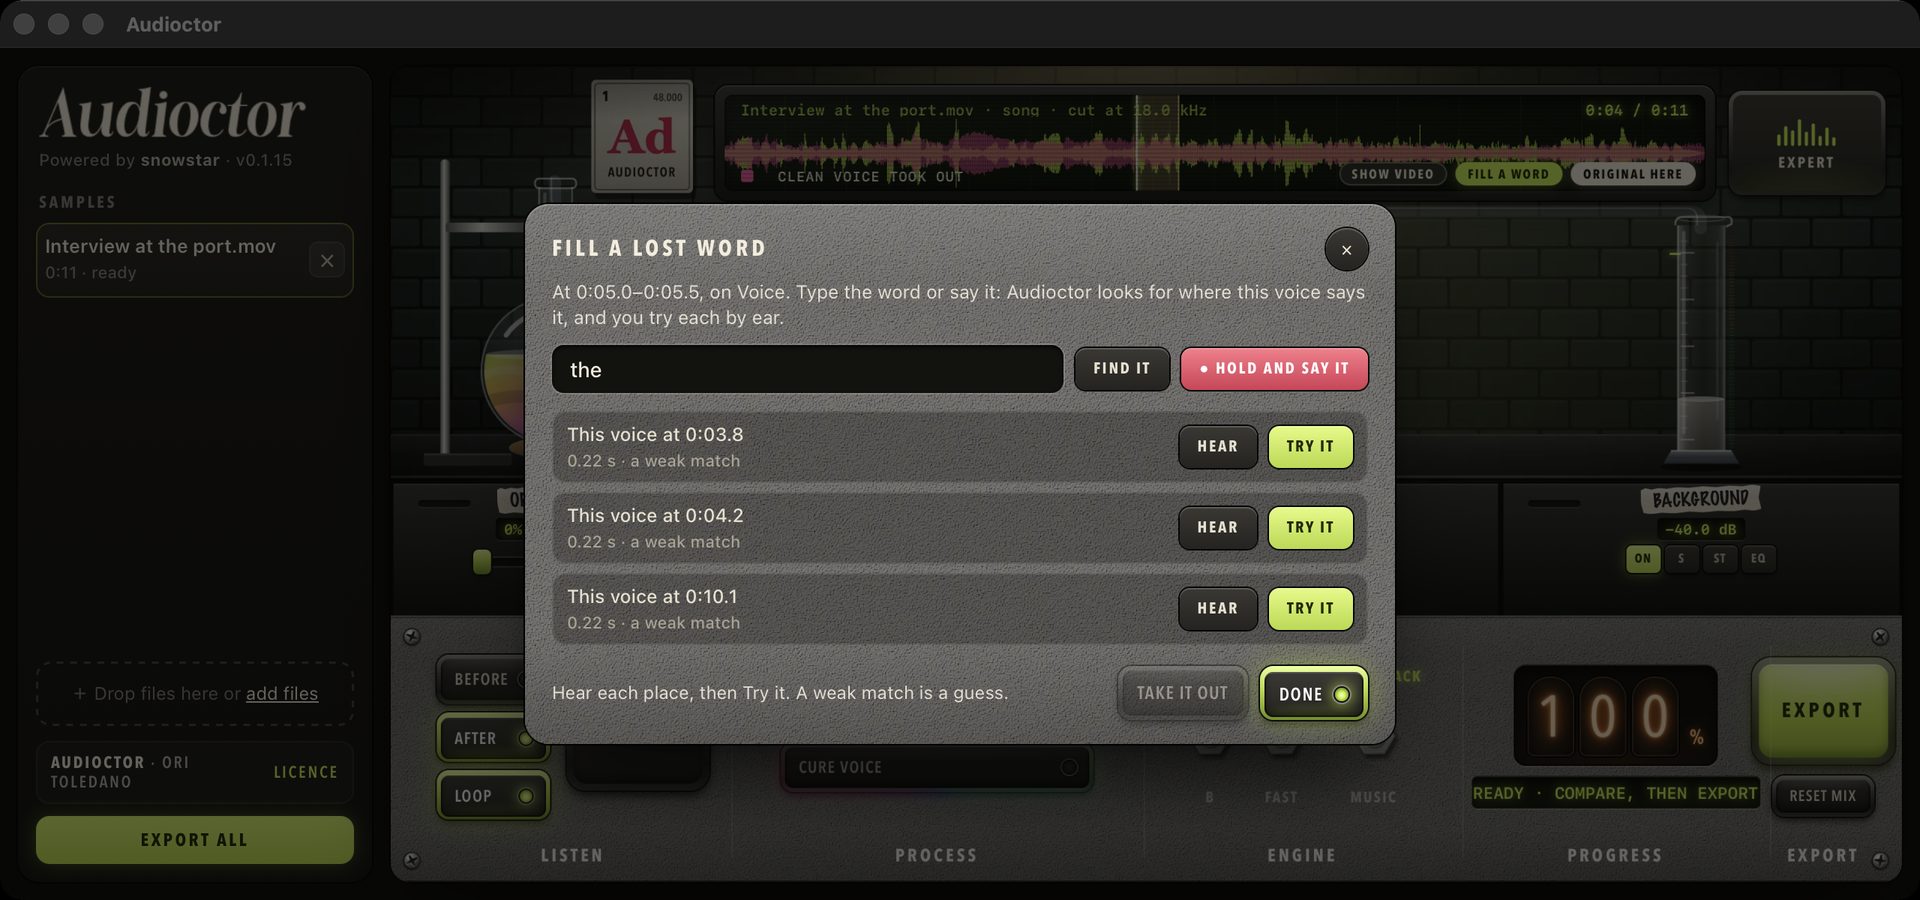 Audioctor
Audioctor
Powered by snowstar · v0.1.15
SAMPLES
Interview at the port.mov
0:11 · ready
+ Drop files here or add files
AUDIOCTOR · ORI TOLEDANO
LICENCE
EXPORT ALL
1 48.000
Ad
AUDIOCTOR
Interview at the port.mov · song · cut at 18.0 kHz
0:04 / 0:11
CLEAN VOICE TOOK OUT
SHOW VIDEO
FILL A WORD
ORIGINAL HERE
EXPERT
FILL A LOST WORD
×
At 0:05.0–0:05.5, on Voice. Type the word or say it: Audioctor looks for where this voice says
it, and you try each by ear.
the
FIND IT
● HOLD AND SAY IT
This voice at 0:03.8
0.22 s · a weak match
HEAR
TRY IT
This voice at 0:04.2
0.22 s · a weak match
HEAR
TRY IT
This voice at 0:10.1
0.22 s · a weak match
HEAR
TRY IT
Hear each place, then Try it. A weak match is a guess.
TAKE IT OUT
DONE
0%
BACKGROUND
-40.0 dB
ON
S
ST
EQ
BEFORE
AFTER
LOOP
LISTEN
CURE VOICE
PROCESS
B
FAST
MUSIC
ENGINE
100 %
READY · COMPARE, THEN EXPORT
PROGRESS
EXPORT
RESET MIX
EXPORT